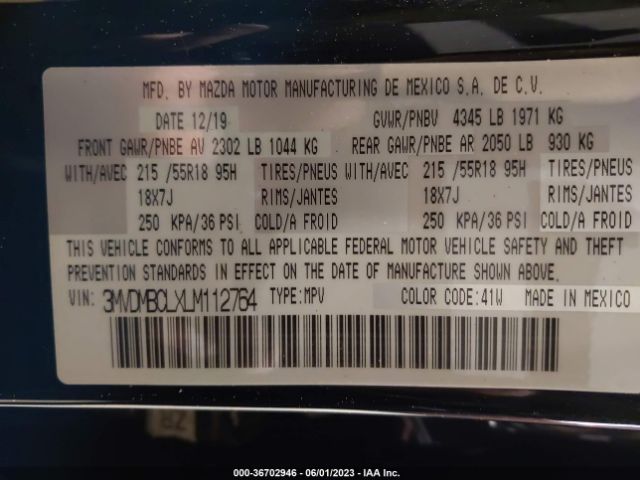 MFD. BY MAZDA MOTOR MANUFACTURING DE MEXICO S.A. DE C.V.
DATE 12/19 GVWR/PNBV 4345 LB 1971 KG
FRONT GAWR/PNBE AV 2302 LB 1044 KG REAR GAWR/PNBE AR 2050 LB 930 KG
WITH/AVEC 215 /55R18 95H TIRES/PNEUS WITH/AVEC 215 /55R18 95H TIRES/PNEUS
18X7J RIMS/JANTES 18X7J RIMS/JANTES
250 KPA/36 PSI COLD/A FROID 250 KPA/36 PSI COLD/A FROID
THIS VEHICLE CONFORMS TO ALL APPLICABLE FEDERAL MOTOR VEHICLE SAFETY AND THEFT
PREVENTION STANDARDS IN EFFECT ON THE DATE OF MANUFACTURE SHOWN ABOVE.
VIN: 3MVDMBCLXLM112764 TYPE:MPV COLOR CODE:41W MADE IN MEXICO
000-36702946 - 06/01/2023 - IAA Inc.